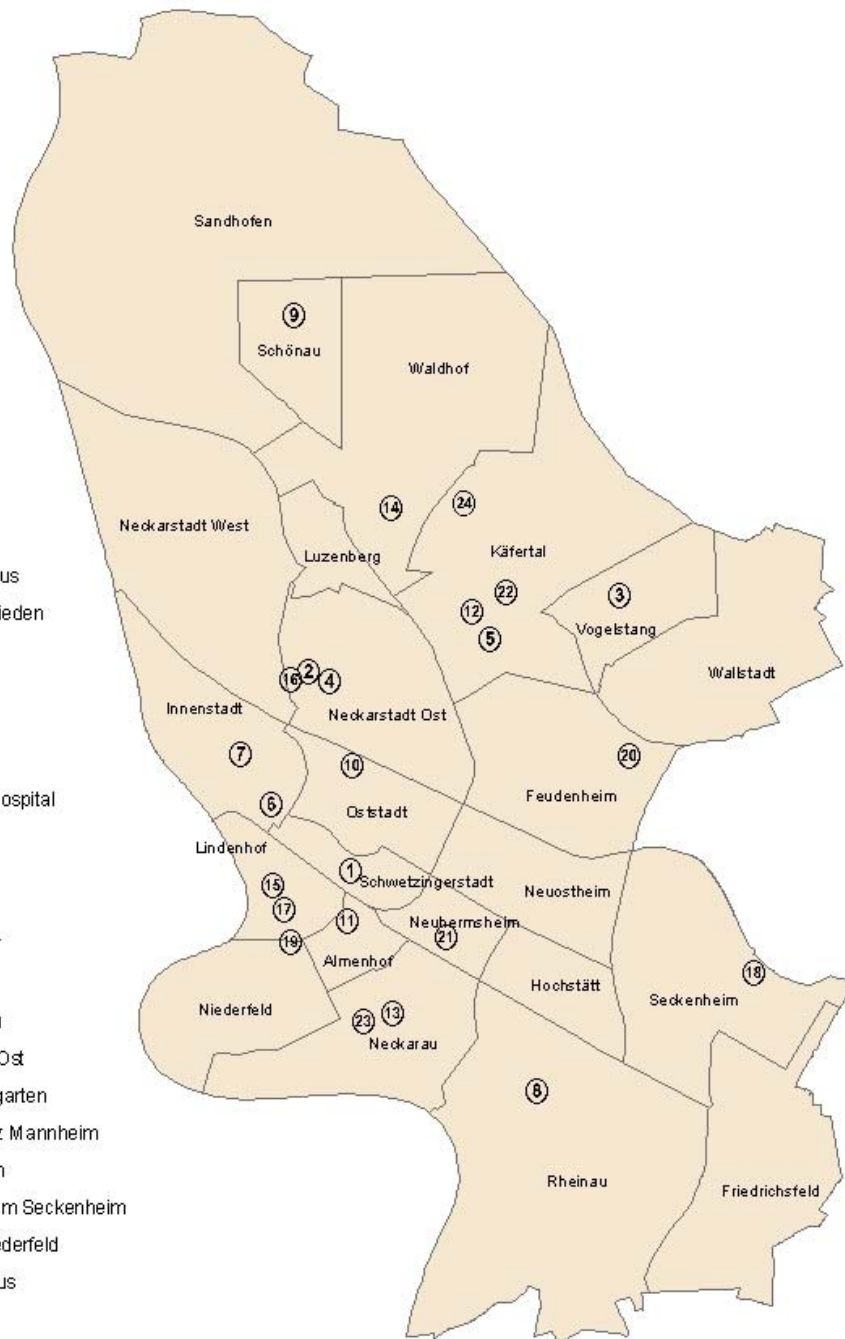 Sandhofen
9
Schönau
Waldhof
14
24
Neckarstadt West
Luzenberg
Käfertal
us
22
3
ieden
12
Vogelstang
5
Wallstadt
2
16
4
Innenstadt
Neckarstadt Ost
7
20
10
Feudenheim
ospital
6
Oststadt
Lindenhof
1
Schwetzingerstadt
15
Neuostheim
17
11
Neuhermsheim
21
19
Almenhof
18
Hochstätt
Seckenheim
Niederfeld
13
23
Neckarau
Ost
8
garten
z Mannheim
Rheinau
Friedrichsfeld
m Seckenheim
ederfeld
us